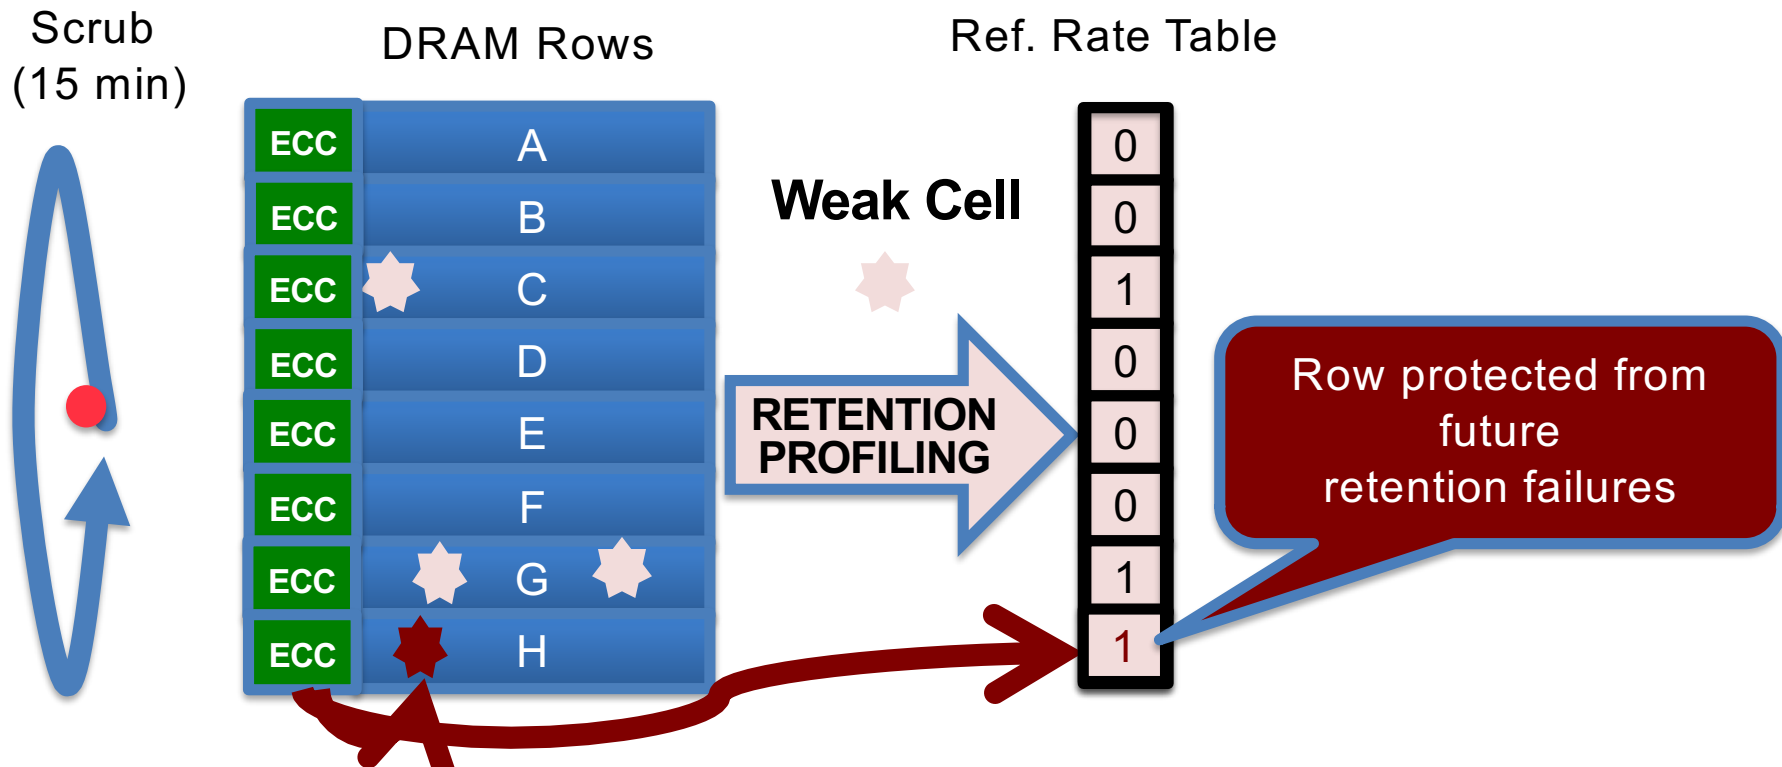 Scrub
(15 min)
DRAM Rows
Ref. Rate Table
ECC A 0
ECC B 0
Weak Cell
ECC C 1
ECC D 0
ECC E 0
ECC F 0
ECC G 1
ECC H 1
RETENTION
PROFILING
Row protected from
future
retention failures